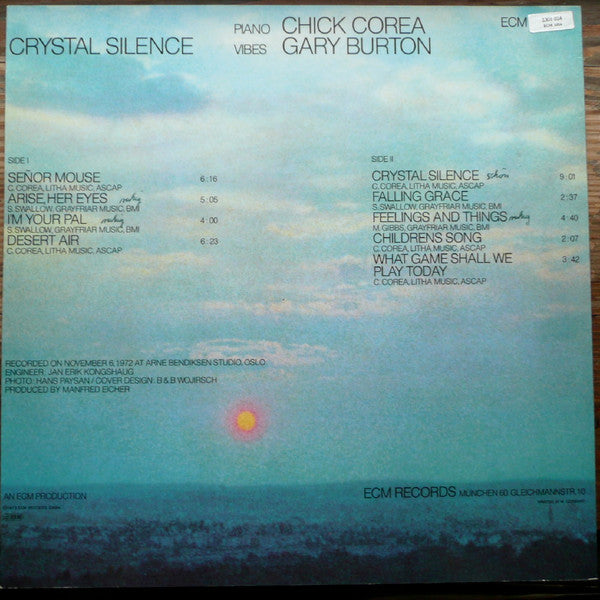 CRYSTAL SILENCE PIANO CHICK COREA
VIBES GARY BURTON
ECM
SIDE I
SEÑOR MOUSE 6:16
C. COREA, LITHA MUSIC, ASCAP
ARISE, HER EYES ruhig 5:05
S. SWALLOW, GRAYFRIAR MUSIC, BMI
I'M YOUR PAL ruhig 4:00
S. SWALLOW, GRAYFRIAR MUSIC, BMI
DESERT AIR 6:23
C. COREA, LITHA MUSIC, ASCAP
SIDE II
CRYSTAL SILENCE schön 9:01
C. COREA, LITHA MUSIC, ASCAP
FALLING GRACE 2:37
S. SWALLOW, GRAYFRIAR MUSIC, BMI
FEELINGS AND THINGS ruhig 4:40
M. GIBBS, GRAYFRIAR MUSIC, BMI
CHILDRENS SONG 2:07
C. COREA, LITHA MUSIC, ASCAP
WHAT GAME SHALL WE 3:42
PLAY TODAY
C. COREA, LITHA MUSIC, ASCAP
RECORDED ON NOVEMBER 6, 1972 AT ARNE BENDIKSEN STUDIO, OSLO
ENGINEER: JAN ERIK KONGSHAUG
PHOTO: HANS PAYSAN / COVER DESIGN: B & B WOJIRSCH
PRODUCED BY MANFRED EICHER
AN ECM PRODUCTION
ECM RECORDS MÜNCHEN 60 GLEICHMANNSTR. 10